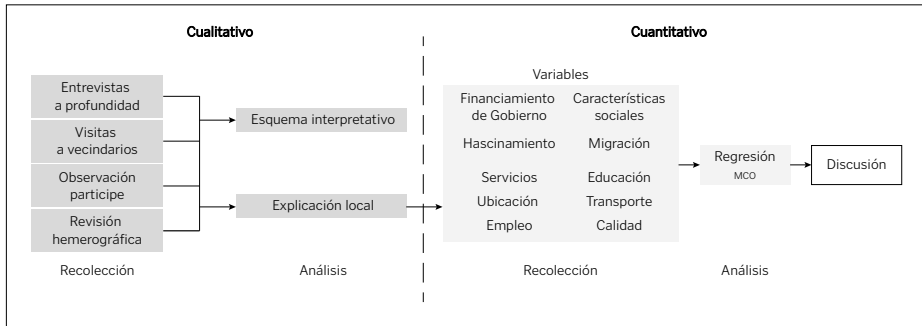 Cualitativo
Cuantitativo
Entrevistas
a profundidad
Visitas
a vecindarios
Observación
participe
Revisión
hemerográfica
Recolección
Esquema interpretativo
Explicación local
Análisis
Variables
Financiamiento
de Gobierno
Hascinamiento
Servicios
Ubicación
Empleo
Característicias
sociales
Migración
Educación
Transporte
Calidad
Recolección
Regresión
MCO
Análisis
Discusión